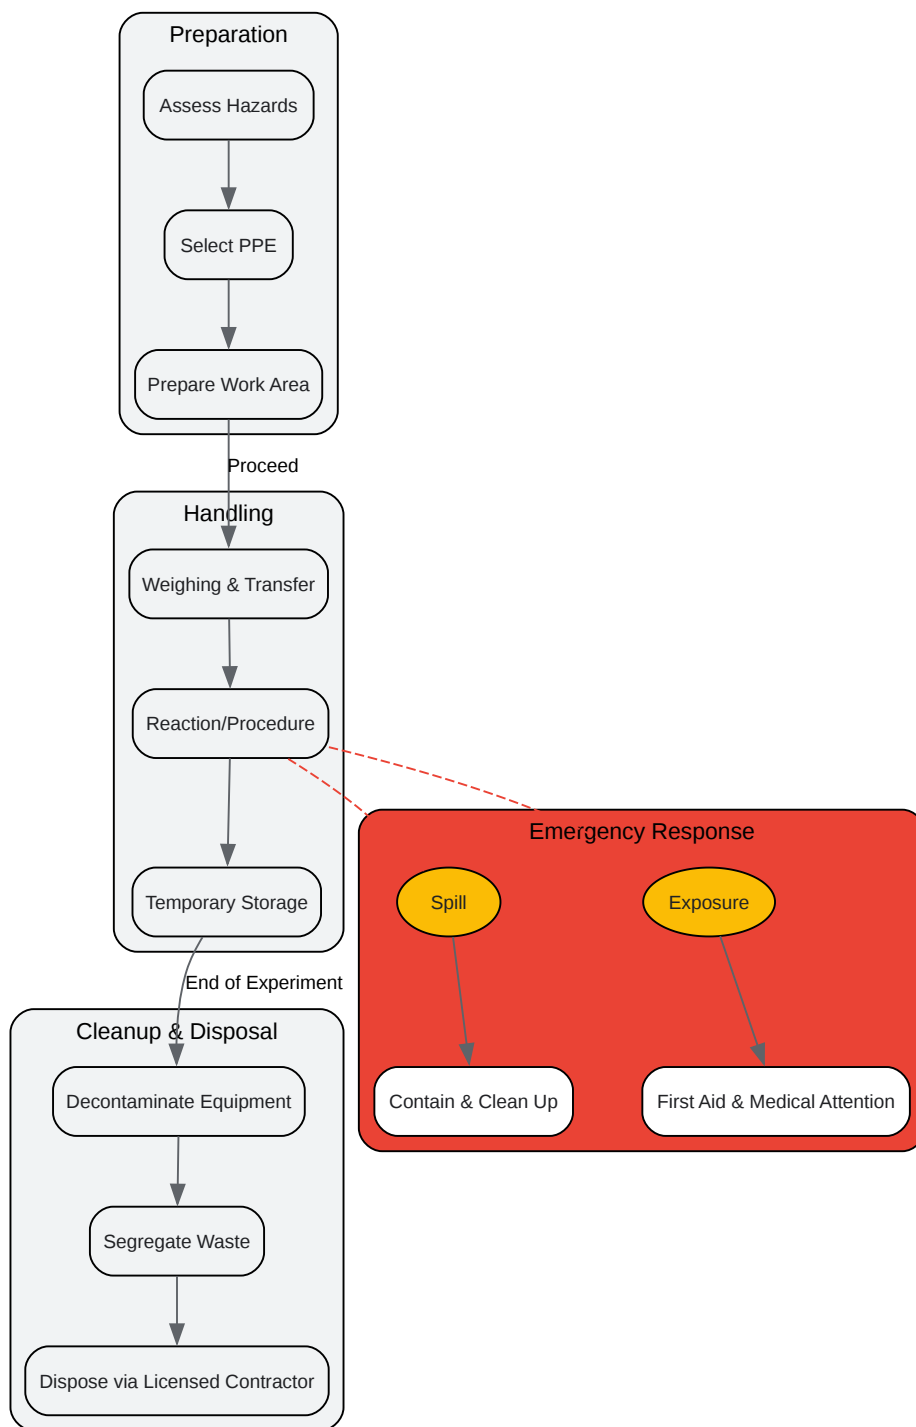 Preparation
Assess Hazards
Select PPE
Prepare Work Area
Proceed
Handling
Weighing & Transfer
Reaction/Procedure
Temporary Storage
Emergency Response
Spill
Exposure
Contain & Clean Up
First Aid & Medical Attention
End of Experiment
Cleanup & Disposal
Decontaminate Equipment
Segregate Waste
Dispose via Licensed Contractor